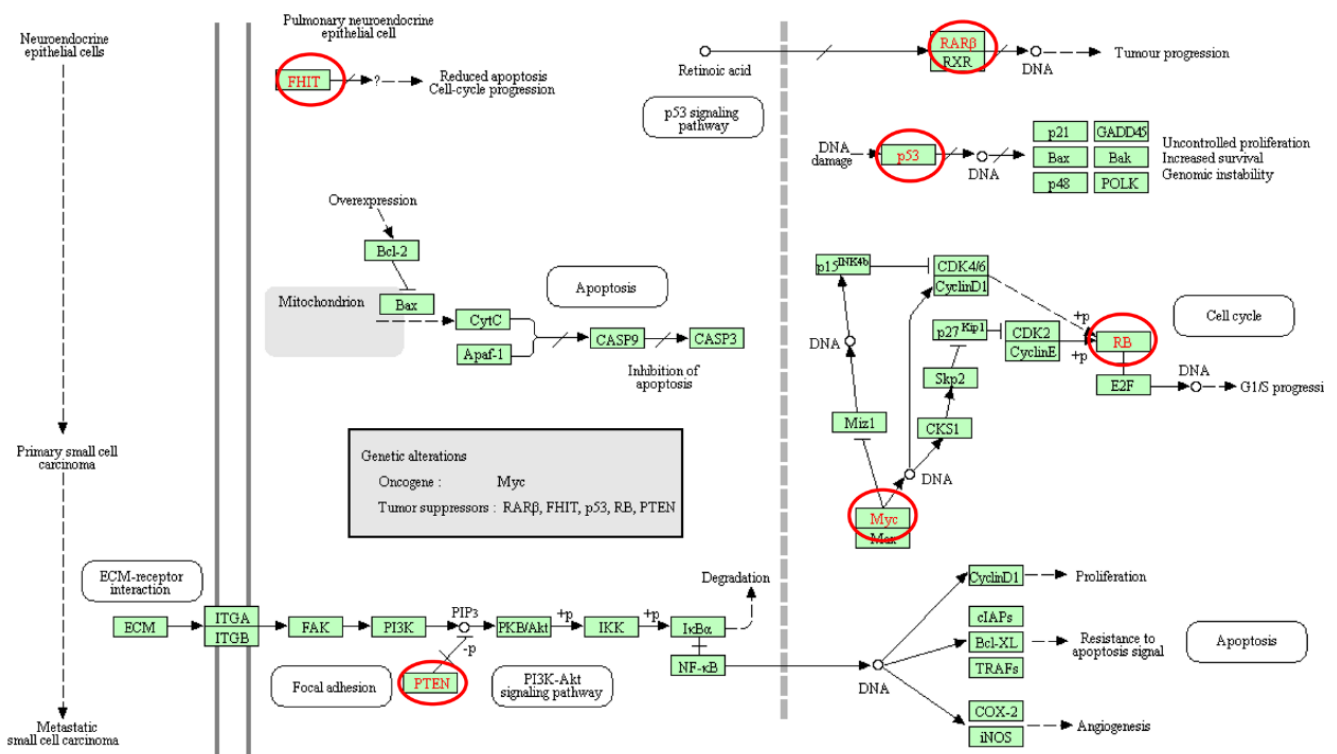 Neuroendocrine
epithelial cells
Primary small cell
carcinoma
Metastatic
small cell carcinoma
Pulmonary neuroendocrine
epithelial cell
FHIT
?
Reduced apoptosis
Cell-cycle progression
Retinoic acid
RARβ
RXR
DNA
Tumour progression
p53 signaling
pathway
DNA
damage
p53
DNA
p21
GADD45
Bax
Bak
p48
POLK
Uncontrolled proliferation
Increased survival
Genomic instability
Overexpression
Bcl-2
Mitochondrion
Bax
Apoptosis
CytC
Apaf-1
CASP9
CASP3
Inhibition of
apoptosis
p15INK4b
CDK4/6
CyclinD1
p27 Kip1
CDK2
CyclinE
+p
+p
RB
Cell cycle
DNA
Skp2
E2F
DNA
G1/S progressi
Miz1
CKS1
DNA
Myc
Max
Genetic alterations
Oncogene : Myc
Tumor suppressors : RARβ, FHIT, p53, RB, PTEN
ECM-receptor
interaction
ECM
ITGA
ITGB
FAK
PI3K
PIP3
-p
PTEN
PKB/Akt
+p
IKK
+p
IκBα
Degradation
NF-κB
Focal adhesion
PI3K-Akt
signaling pathway
DNA
CyclinD1
Proliferation
cIAPs
Bcl-XL
TRAFs
Resistance to
apoptosis signal
Apoptosis
COX-2
iNOS
Angiogenesis